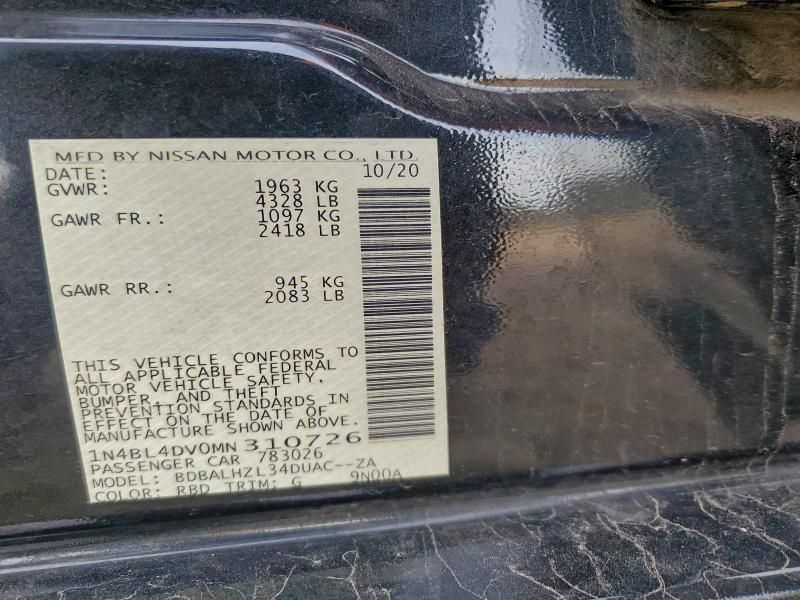 MFD BY NISSAN MOTOR CO., LTD.
DATE: 10/20
GVWR: 1963 KG
4328 LB
GAWR FR.: 1097 KG
2418 LB
GAWR RR.: 945 KG
2083 LB
THIS VEHICLE CONFORMS TO
ALL APPLICABLE FEDERAL
MOTOR VEHICLE SAFETY,
BUMPER, AND THEFT
PREVENTION STANDARDS IN
EFFECT ON THE DATE OF
MANUFACTURE SHOWN ABOVE.
1N4BL4DV0MN310726
PASSENGER CAR 783026
MODEL: BDBALHZL34DUAC--ZA
COLOR: RBD TRTM: G 9N00A